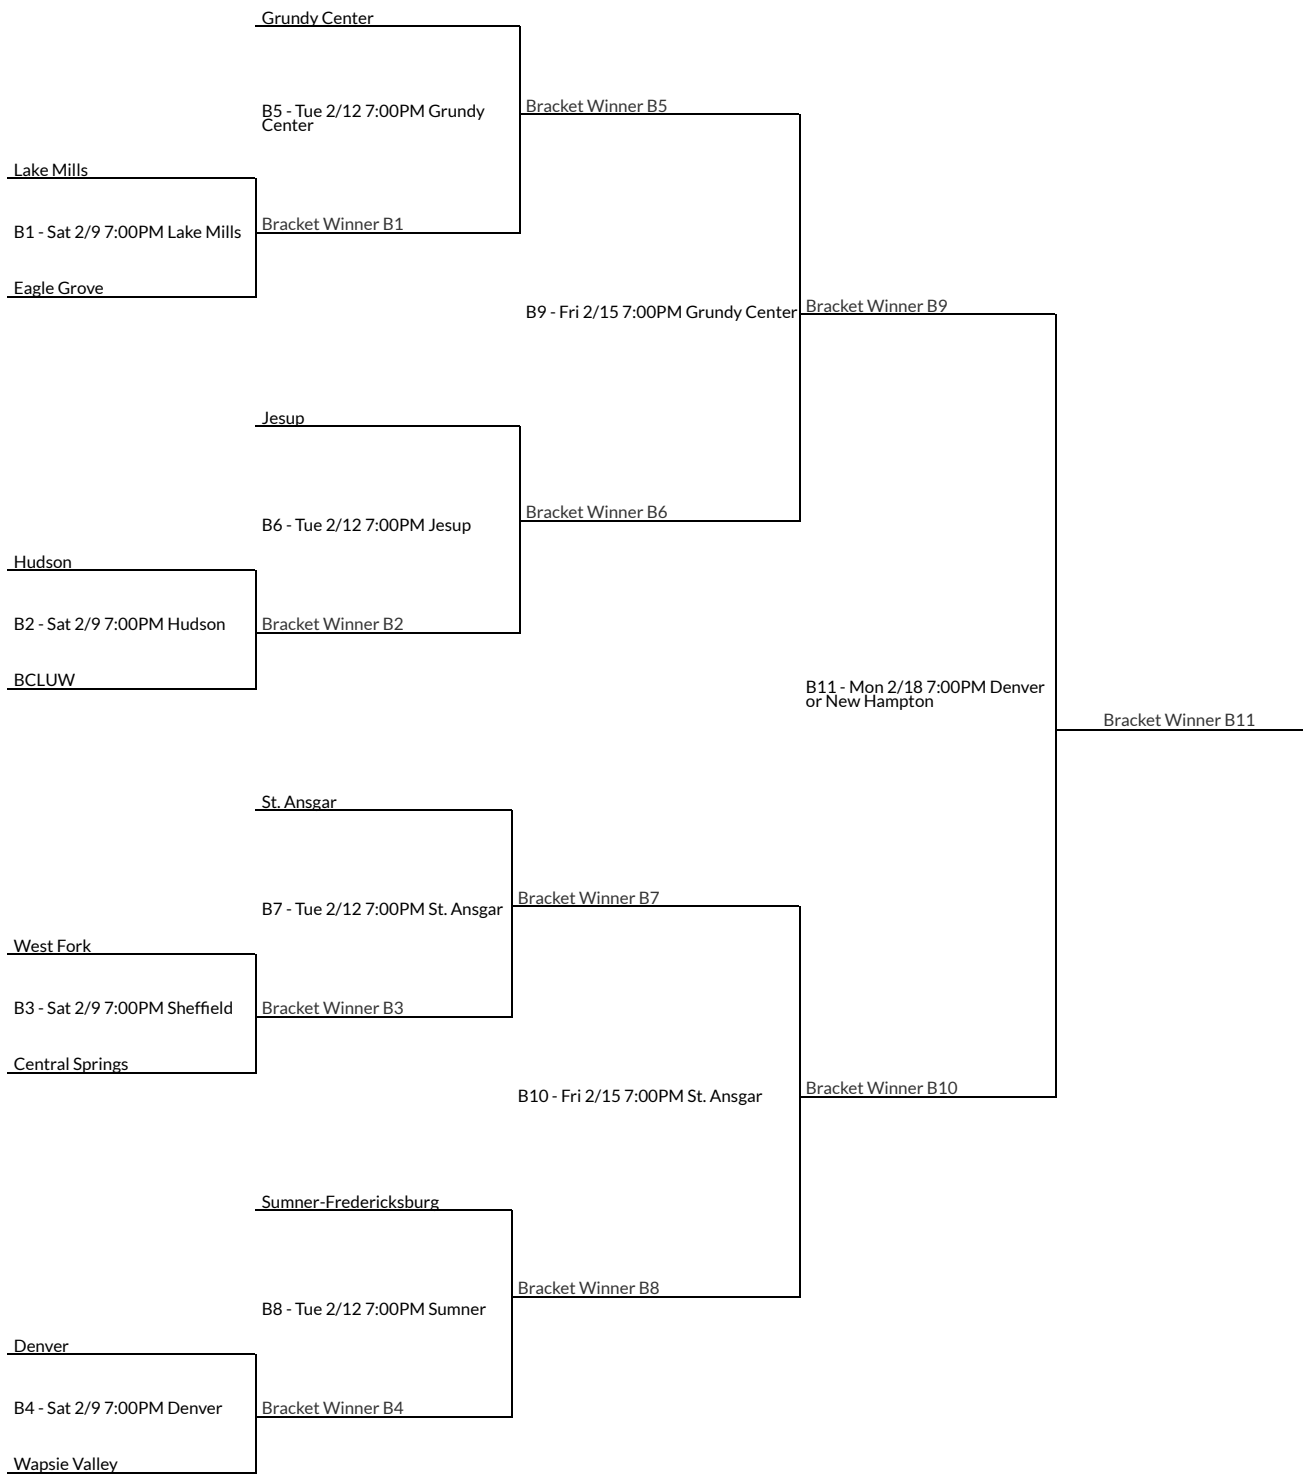 Grundy Center
B5 - Tue 2/12 7:00PM Grundy
Center
Bracket Winner B5
Lake Mills
B1 - Sat 2/9 7:00PM Lake Mills
Bracket Winner B1
Eagle Grove
B9 - Fri 2/15 7:00PM Grundy Center
Bracket Winner B9
Jesup
B6 - Tue 2/12 7:00PM Jesup
Bracket Winner B6
Hudson
B2 - Sat 2/9 7:00PM Hudson
Bracket Winner B2
BCLUW
B11 - Mon 2/18 7:00PM Denver
or New Hampton
Bracket Winner B11
St. Ansgar
B7 - Tue 2/12 7:00PM St. Ansgar
Bracket Winner B7
West Fork
B3 - Sat 2/9 7:00PM Sheffield
Bracket Winner B3
Central Springs
B10 - Fri 2/15 7:00PM St. Ansgar
Bracket Winner B10
Sumner-Fredericksburg
B8 - Tue 2/12 7:00PM Sumner
Bracket Winner B8
Denver
B4 - Sat 2/9 7:00PM Denver
Bracket Winner B4
Wapsie Valley